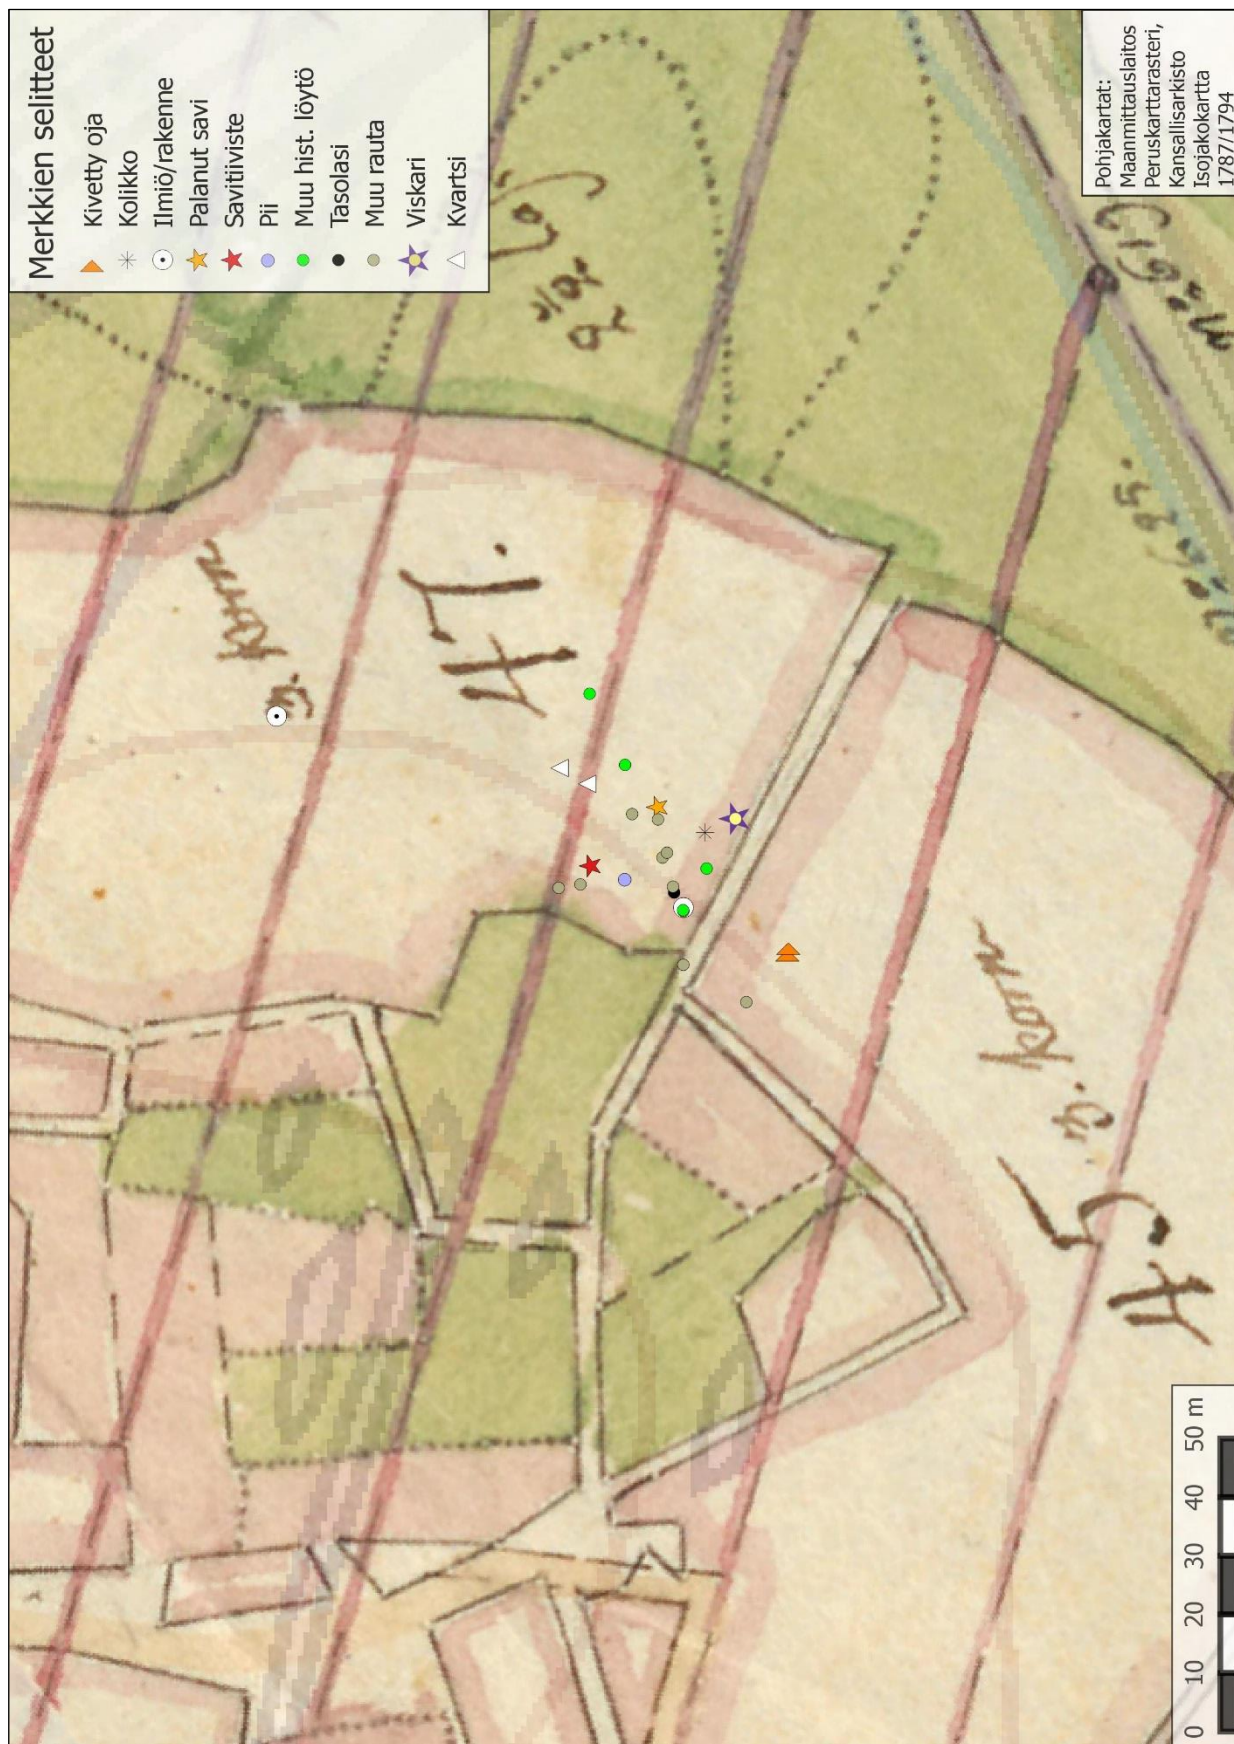 Merkkien selitteet
Kivetty oja
Kolikko
Ilmiö/rakenne
Palanut savi
Savitiiviste
Pii
Muu hist. löytö
Tasolasi
Muu rauta
Viskari
Kvartsi
Pohjakartat:
Maanmittauslaitos
Peruskarttarasteri,
Kansallisarkisto
Isojakokartta
1787/1794
0 10 20 30 40 50 m